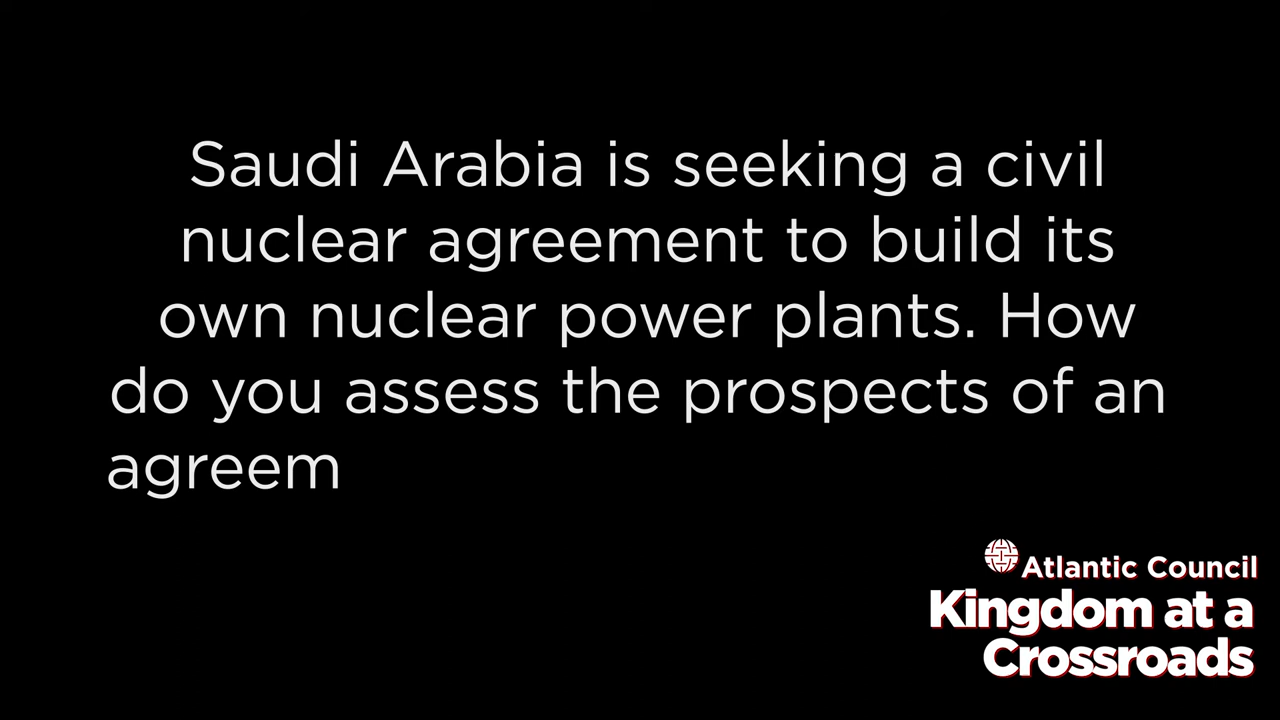 Saudi Arabia is seeking a civil
nuclear agreement to build its
own nuclear power plants. How
do you assess the prospects of an
agreem
Atlantic Council
Kingdom at a
Crossroads